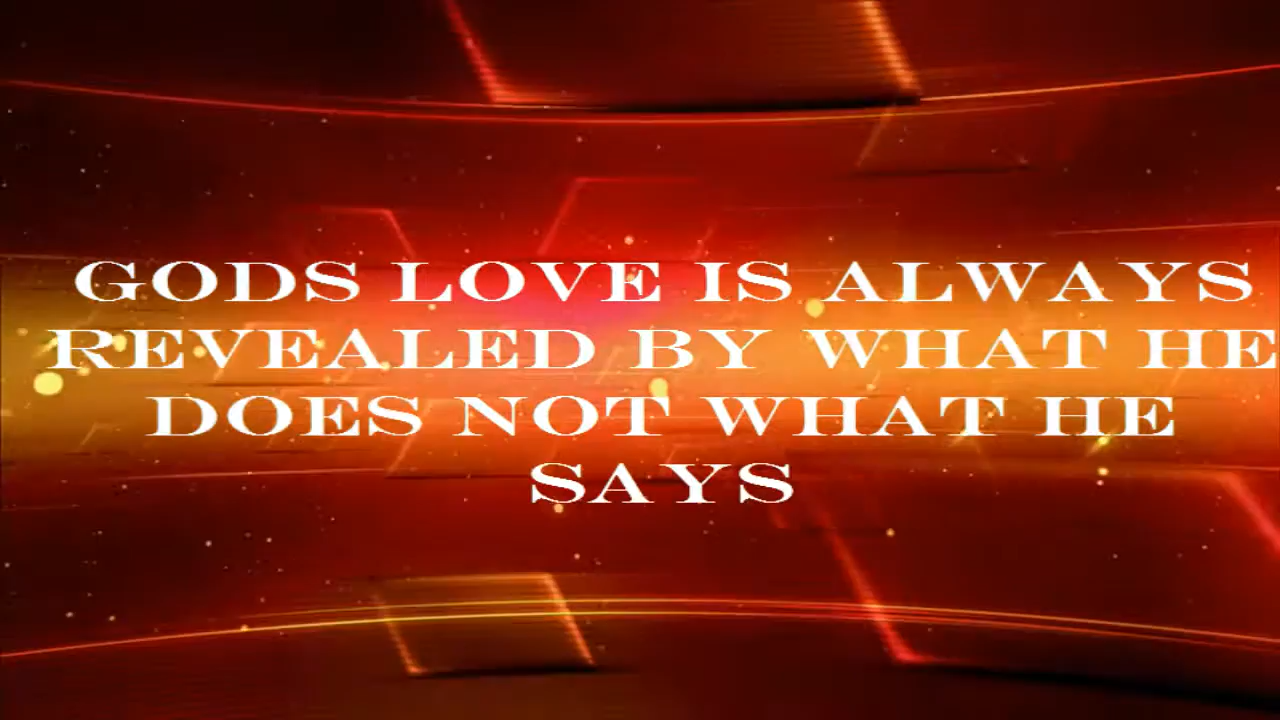 GODS LOVE IS ALWAYS
REVEALED BY WHAT HE
DOES NOT WHAT HE
SAYS